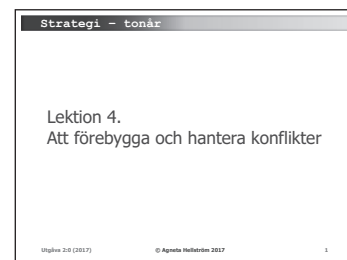 Strategi – tonår
Lektion 4.
Att förebygga och hantera konflikter
Utgåva 2:0 (2017) © Agneta Hellström 2017 1